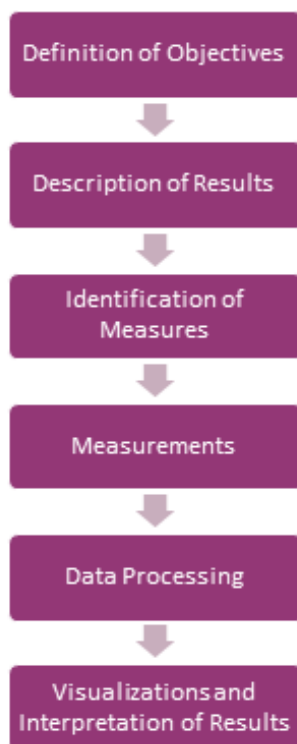 Definition of Objectives
Description of Results
Identification of
Measures
Measurements
Data Processing
Visualizations and
Interpretation of Results